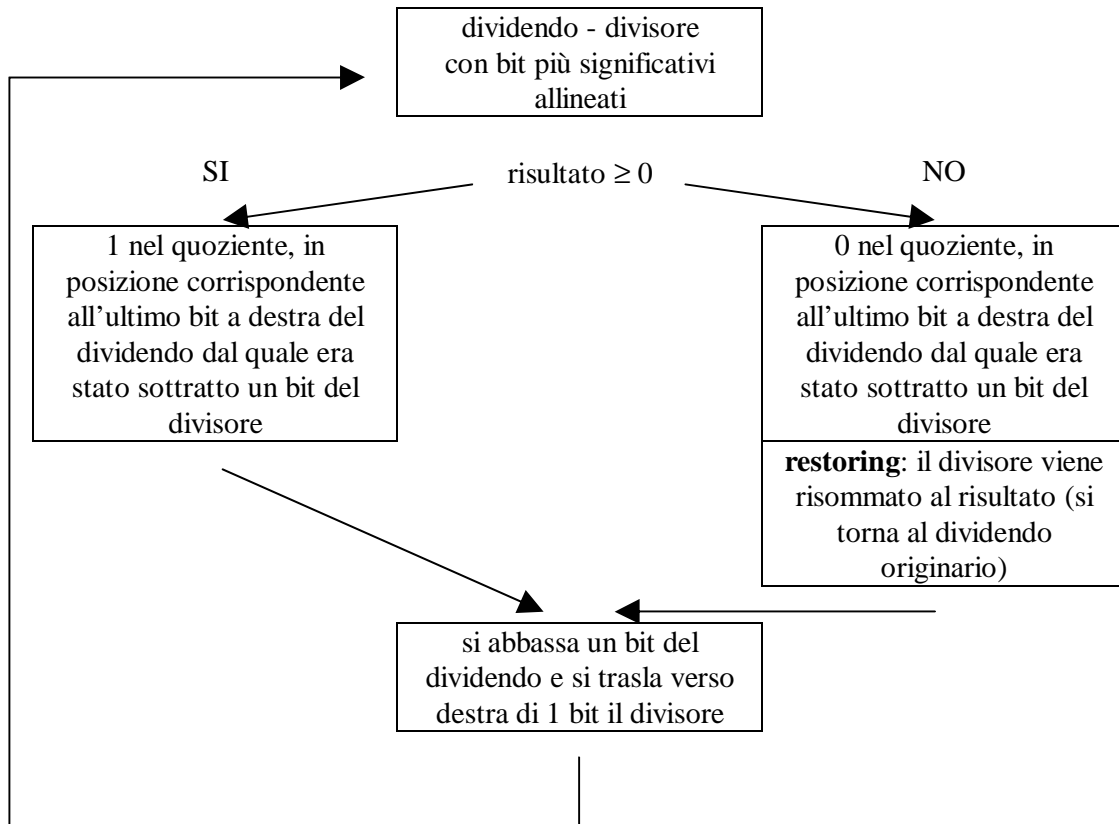 dividendo - divisore
con bit più significativi
allineati
SI
risultato ≥ 0
NO
1 nel quoziente, in
posizione corrispondente
all’ultimo bit a destra del
dividendo dal quale era
stato sottratto un bit del
divisore
0 nel quoziente, in
posizione corrispondente
all’ultimo bit a destra del
dividendo dal quale era
stato sottratto un bit del
divisore
restoring: il divisore viene
risommato al risultato (si
torna al dividendo
originario)
si abbassa un bit del
dividendo e si trasla verso
destra di 1 bit il divisore